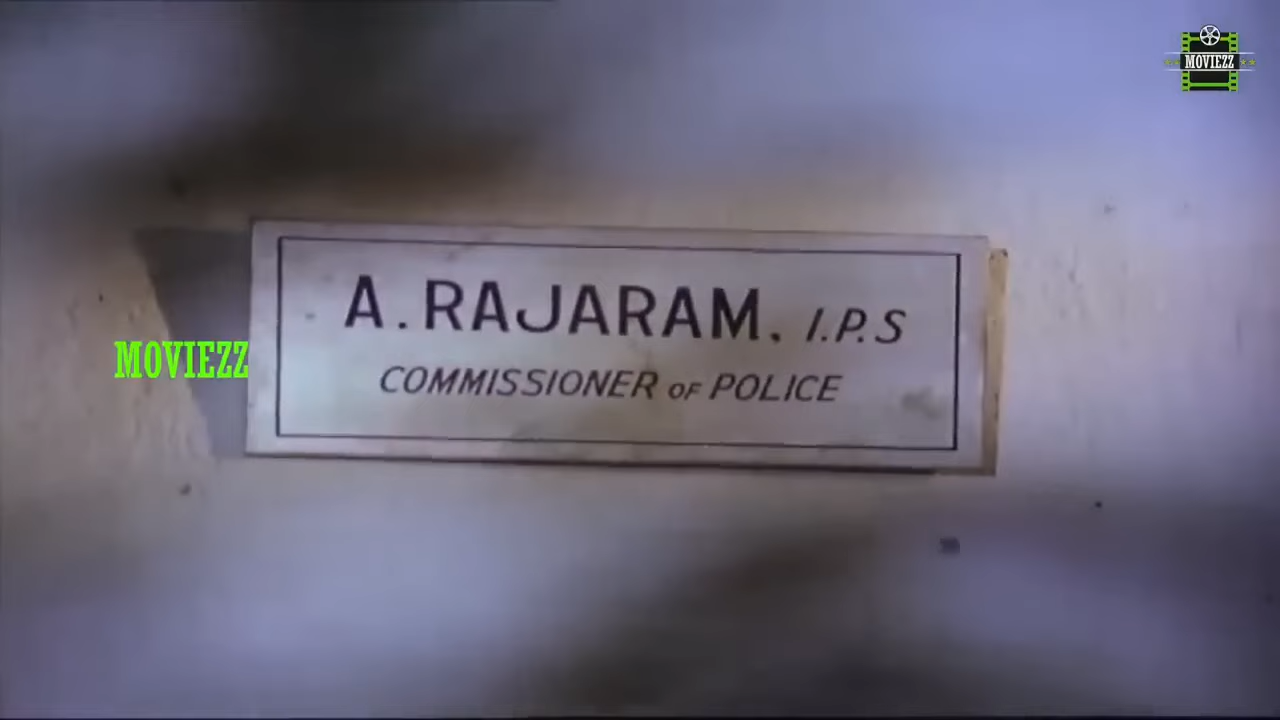 MOVIEZZ
A. RAJARAM, I.P.S
COMMISSIONER OF POLICE
MOVIEZZ